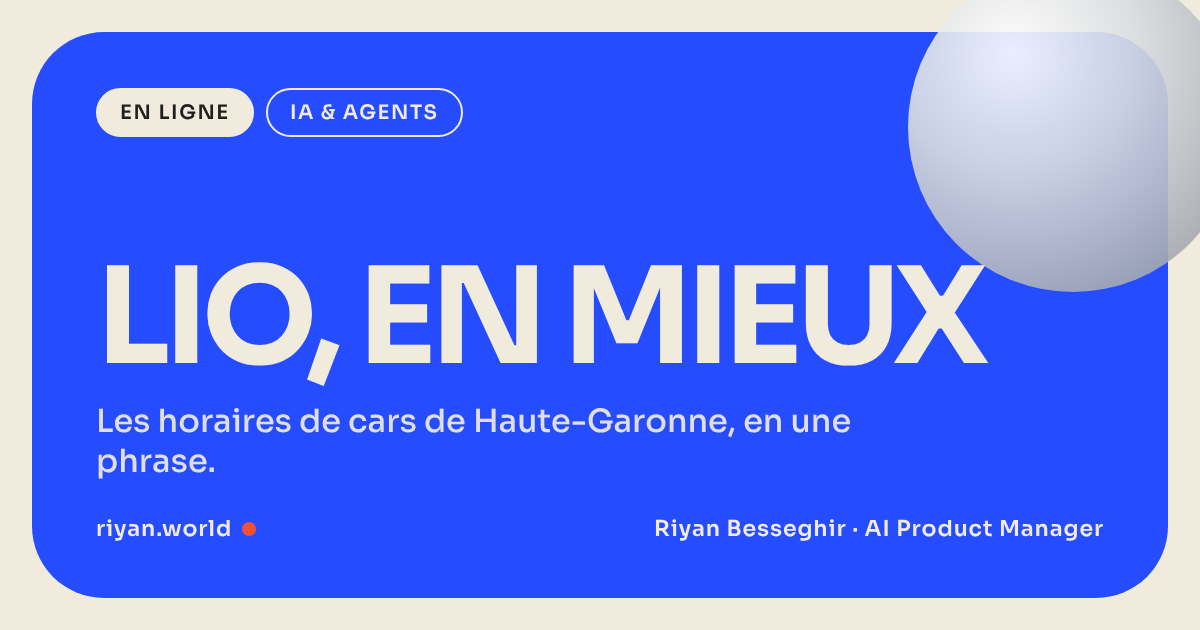 EN LIGNE
IA & AGENTS
LIO, EN MIEUX
Les horaires de cars de Haute-Garonne, en une
phrase.
riyan.world
Riyan Besseghir · AI Product Manager